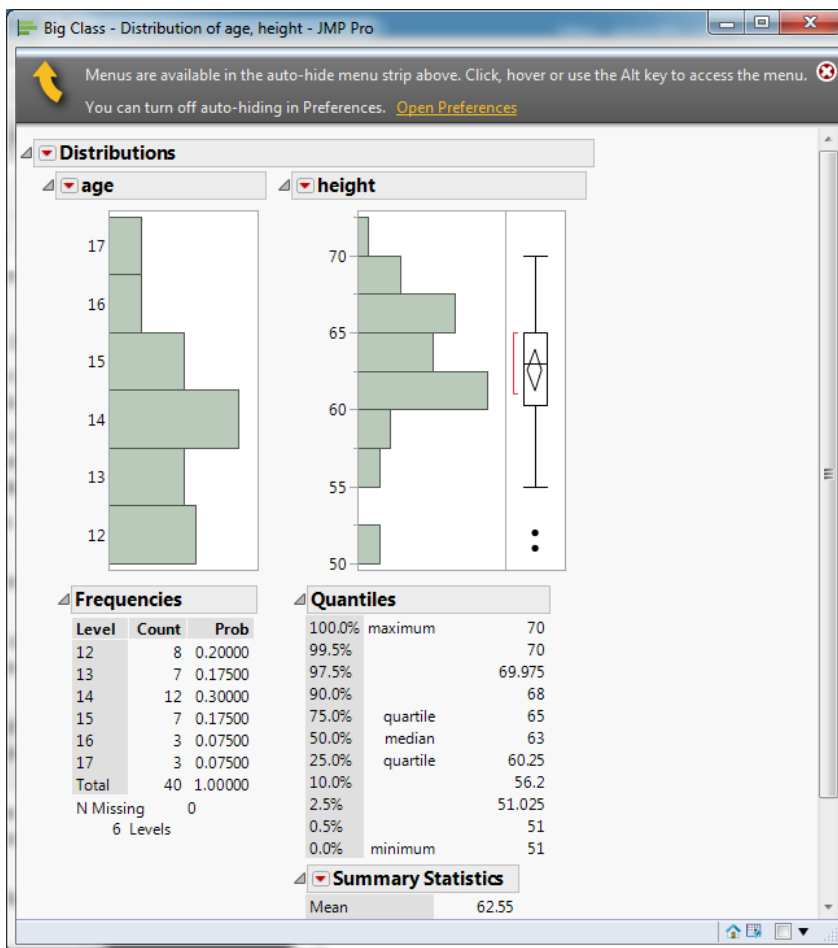 Big Class - Distribution of age, height - JMP Pro
Menus are available in the auto-hide menu strip above. Click, hover or use the Alt key to access the menu.
You can turn off auto-hiding in Preferences. Open Preferences
Distributions
age
17
16
15
14
13
12
height
70
65
60
55
50
Frequencies
Level Count Prob
12 8 0.20000
13 7 0.17500
14 12 0.30000
15 7 0.17500
16 3 0.07500
17 3 0.07500
Total 40 1.00000
N Missing 0
6 Levels
Quantiles
100.0% maximum 70
99.5% 70
97.5% 69.975
90.0% 68
75.0% quartile 65
50.0% median 63
25.0% quartile 60.25
10.0% 56.2
2.5% 51.025
0.5% 51
0.0% minimum 51
Summary Statistics
Mean 62.55